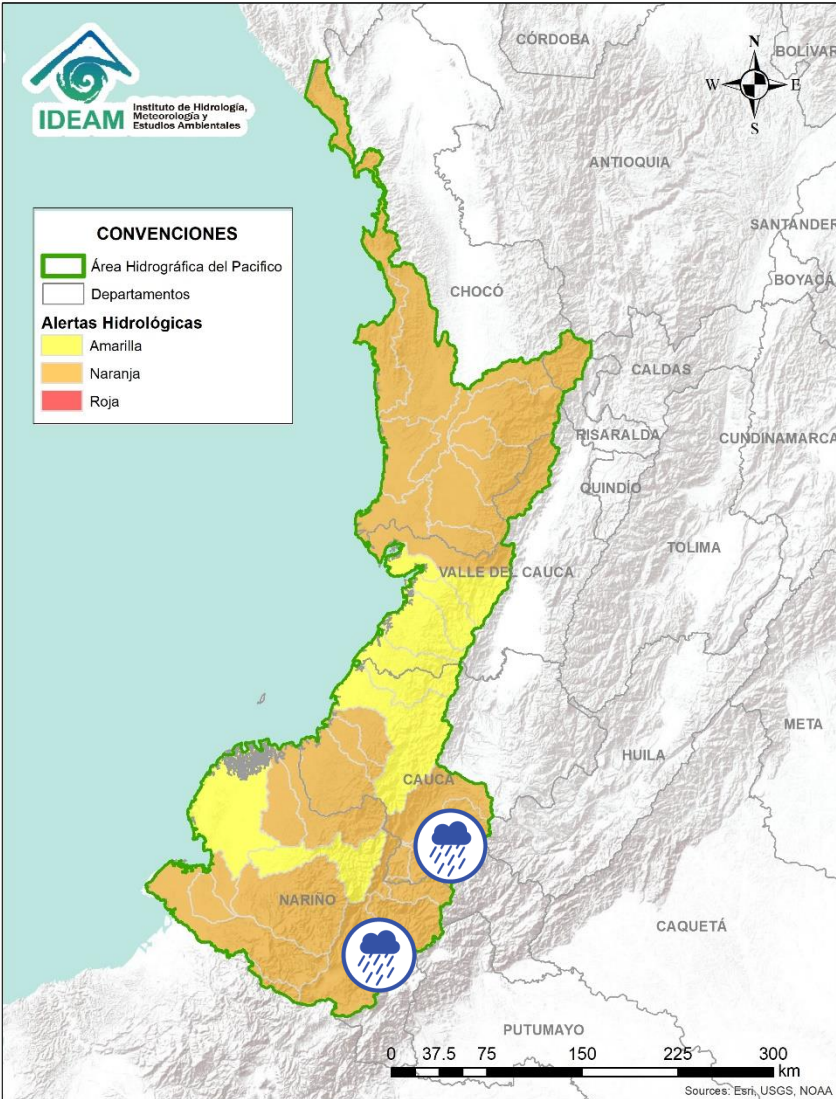 IDEAM
Instituto de Hidrología,
Meteorología y
Estudios Ambientales
CÓRDOBA
BOLÍVAR
N
W
E
S
ANTIOQUIA
SANTANDER
BOYACÁ
CONVENCIONES
Área Hidrográfica del Pacifico
Departamentos
Alertas Hidrológicas
Amarilla
Naranja
Roja
CHOCÓ
CALDAS
RISARALDA
CUNDINAMARCA
QUINDÍO
TOLIMA
VALLE DEL CAUCA
META
HUILA
CAUCA
NARIÑO
CAQUETÁ
PUTUMAYO
0 37.5 75 150 225 300
km
Sources: Esri, USGS, NOAA